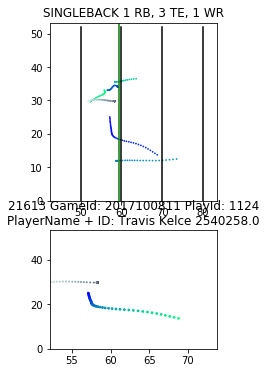 SINGLEBACK 1 RB, 3 TE, 1 WR
50
40
30
20
10
0
50 60 70 80
21613 GameId: 2017100811 PlayId: 1124
PlayerName + ID: Travis Kelce 2540258.0
40
20
0
55 60 65 70